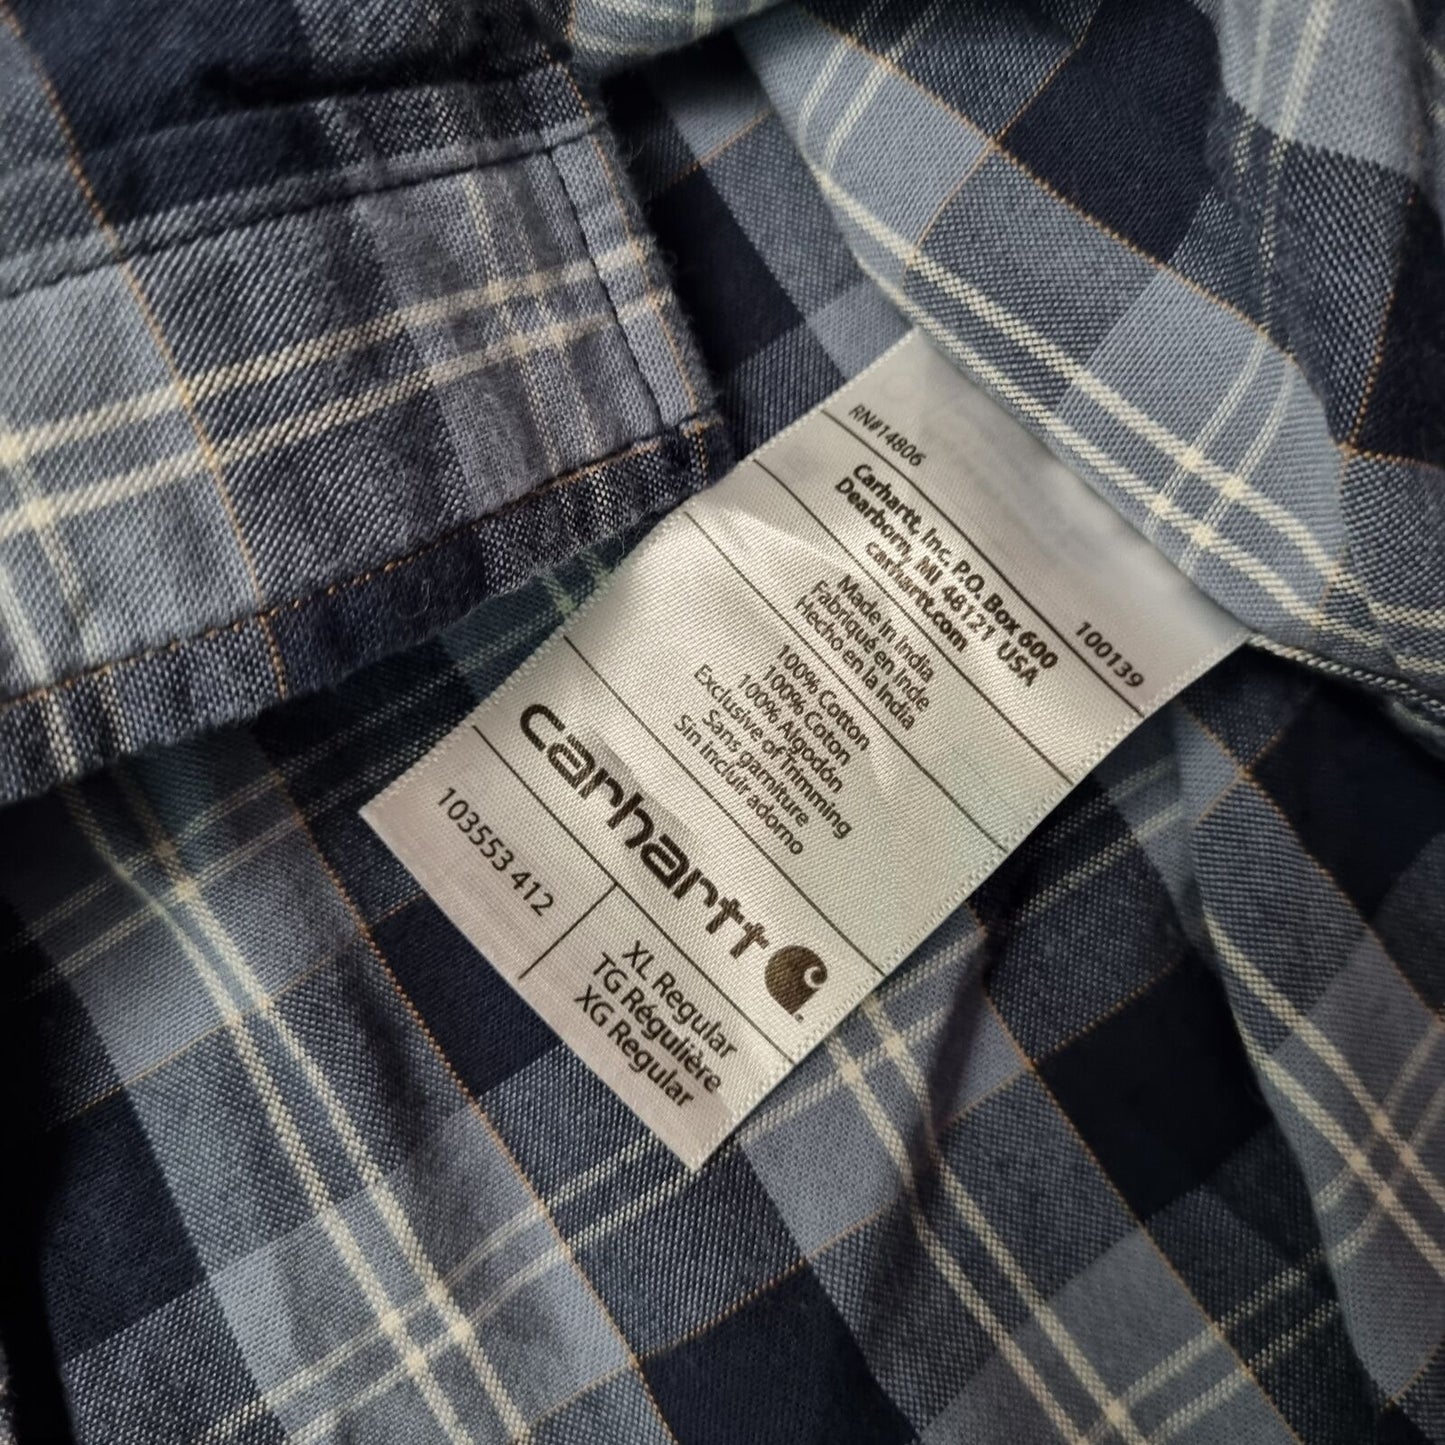 RN#14806 100139
Carhartt, Inc. P.O. Box 600
Dearborn, MI 48121 USA
carhartt.com
Made in India
Fabriqué en Inde
Hecho en la India
100% Cotton
100% Coton
100% Algodón
Exclusive of Trimming
Sans garniture
Sin incluir adorno
carhartt
103553 412
XL Regular
TG Régulière
XG Regular